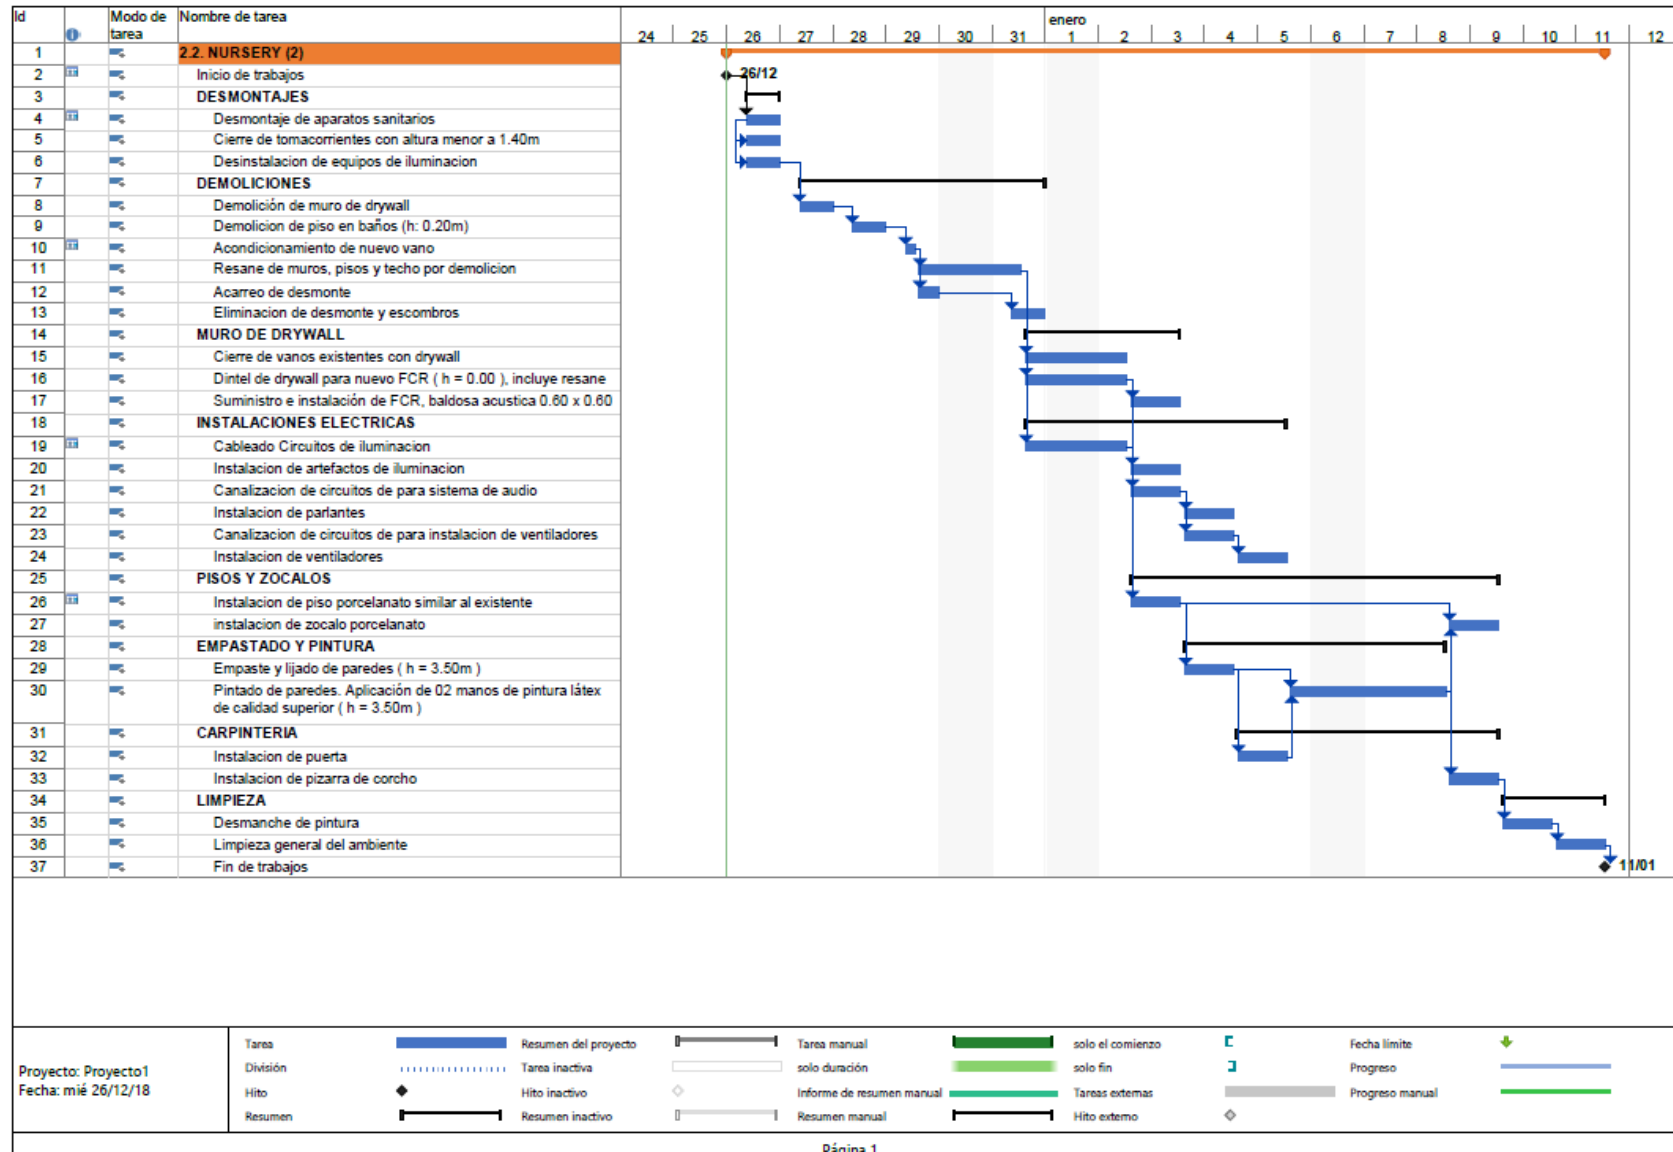 Id Modo de tarea Nombre de tarea
enero
24 25 26 27 28 29 30 31 1 2 3 4 5 6 7 8 9 10 11 12
1 2.2. NURSERY (2)
2 Inicio de trabajos 26/12
3 DESMONTAJES
4 Desmontaje de aparatos sanitarios
5 Cierre de tomacorrientes con altura menor a 1.40m
6 Desinstalacion de equipos de iluminacion
7 DEMOLICIONES
8 Demolición de muro de drywall
9 Demolicion de piso en baños (h: 0.20m)
10 Acondicionamiento de nuevo vano
11 Resane de muros, pisos y techo por demolicion
12 Acarreo de desmonte
13 Eliminacion de desmonte y escombros
14 MURO DE DRYWALL
15 Cierre de vanos existentes con drywall
16 Dintel de drywall para nuevo FCR ( h = 0.00 ), incluye resane
17 Suministro e instalación de FCR, baldosa acustica 0.60 x 0.60
18 INSTALACIONES ELECTRICAS
19 Cableado Circuitos de iluminacion
20 Instalacion de artefactos de iluminacion
21 Canalizacion de circuitos de para sistema de audio
22 Instalacion de parlantes
23 Canalizacion de circuitos de para instalacion de ventiladores
24 Instalacion de ventiladores
25 PISOS Y ZOCALOS
26 Instalacion de piso porcelanato similar al existente
27 instalacion de zocalo porcelanato
28 EMPASTADO Y PINTURA
29 Empaste y lijado de paredes ( h = 3.50m )
30 Pintado de paredes. Aplicación de 02 manos de pintura látex
de calidad superior ( h = 3.50m )
31 CARPINTERIA
32 Instalacion de puerta
33 Instalacion de pizarra de corcho
34 LIMPIEZA
35 Desmanche de pintura
36 Limpieza general del ambiente
37 Fin de trabajos 11/01
Proyecto: Proyecto1
Fecha: mié 26/12/18
Tarea Resumen del proyecto Tarea manual solo el comienzo Fecha límite
División Tarea inactiva solo duración solo fin Progreso
Hito Hito inactivo Informe de resumen manual Tareas externas Progreso manual
Resumen Resumen inactivo Resumen manual Hito externo
Página 1